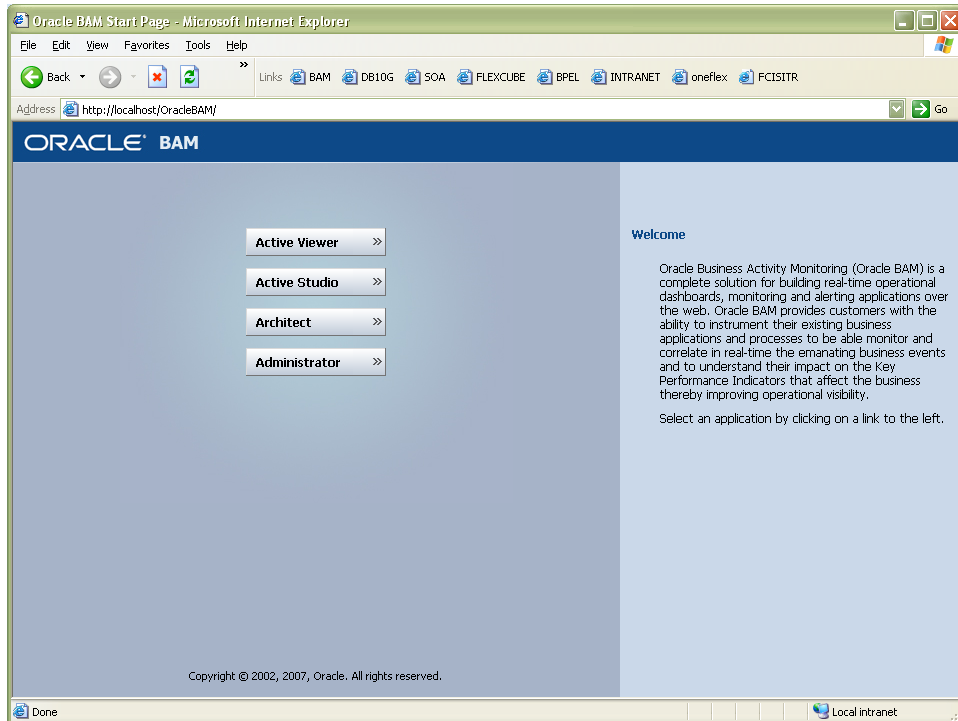 Oracle BAM Start Page - Microsoft Internet Explorer
File Edit View Favorites Tools Help
Back » Links BAM DB10G SOA FLEXCUBE BPEL INTRANET oneflex FCISITR
Address http://localhost/OracleBAM/ Go
ORACLE BAM
Active Viewer »
Active Studio »
Architect »
Administrator »
Copyright © 2002, 2007, Oracle. All rights reserved.
Welcome
Oracle Business Activity Monitoring (Oracle BAM) is a
complete solution for building real-time operational
dashboards, monitoring and alerting applications over
the web. Oracle BAM provides customers with the
ability to instrument their existing business
applications and processes to be able monitor and
correlate in real-time the emanating business events
and to understand their impact on the Key
Performance Indicators that affect the business
thereby improving operational visibility.
Select an application by clicking on a link to the left.
Done Local intranet